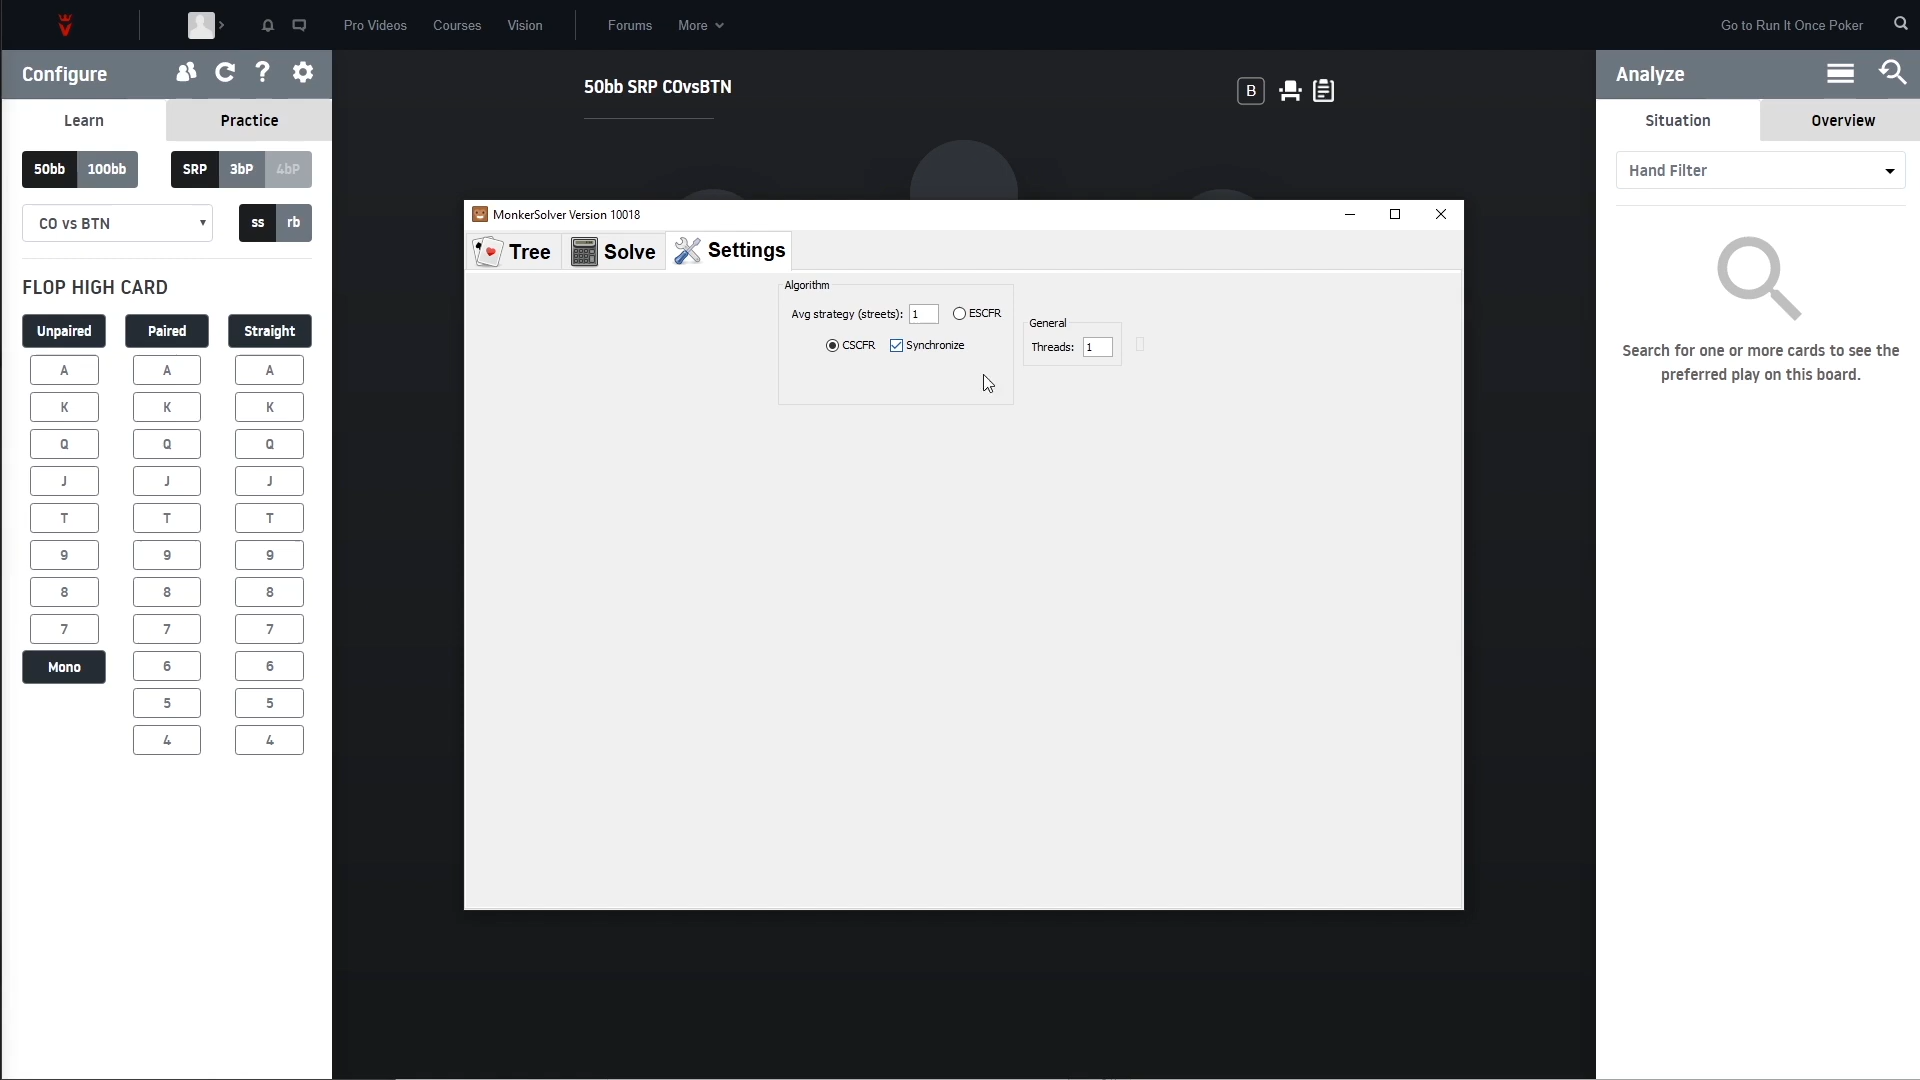 Pro Videos Courses Vision Forums More Go to Run It Once Poker
Configure
Learn Practice
50bb 100bb SRP 3bP 4bP
CO vs BTN ss rb
FLOP HIGH CARD
Unpaired Paired Straight
A A A
K K K
Q Q Q
J J J
T T T
9 9 9
8 8 8
7 7 7
Mono 6 6
5 5
4 4
50bb SRP COvsBTN B
MonkerSolver Version 10018
Tree Solve Settings
Algorithm
Avg strategy (streets): 1 ESCFR
CSCFR Synchronize
General
Threads: 1
Analyze
Situation Overview
Hand Filter
Search for one or more cards to see the
preferred play on this board.